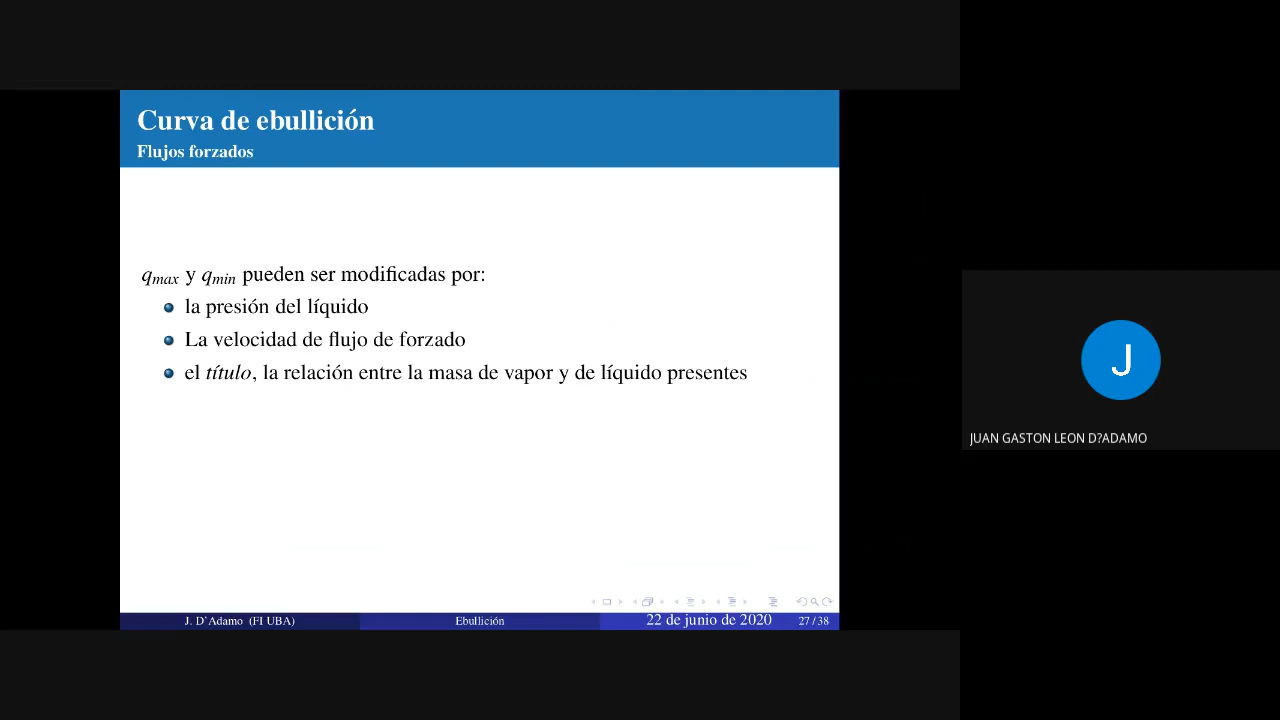 Curva de ebullición
Flujos forzados
qmax y qmin pueden ser modificadas por:
la presión del líquido
La velocidad de flujo de forzado
el título, la relación entre la masa de vapor y de líquido presentes
J. D'Adamo (FI UBA)
Ebullición
22 de junio de 2020
27 / 38
J
JUAN GASTON LEON D?ADAMO